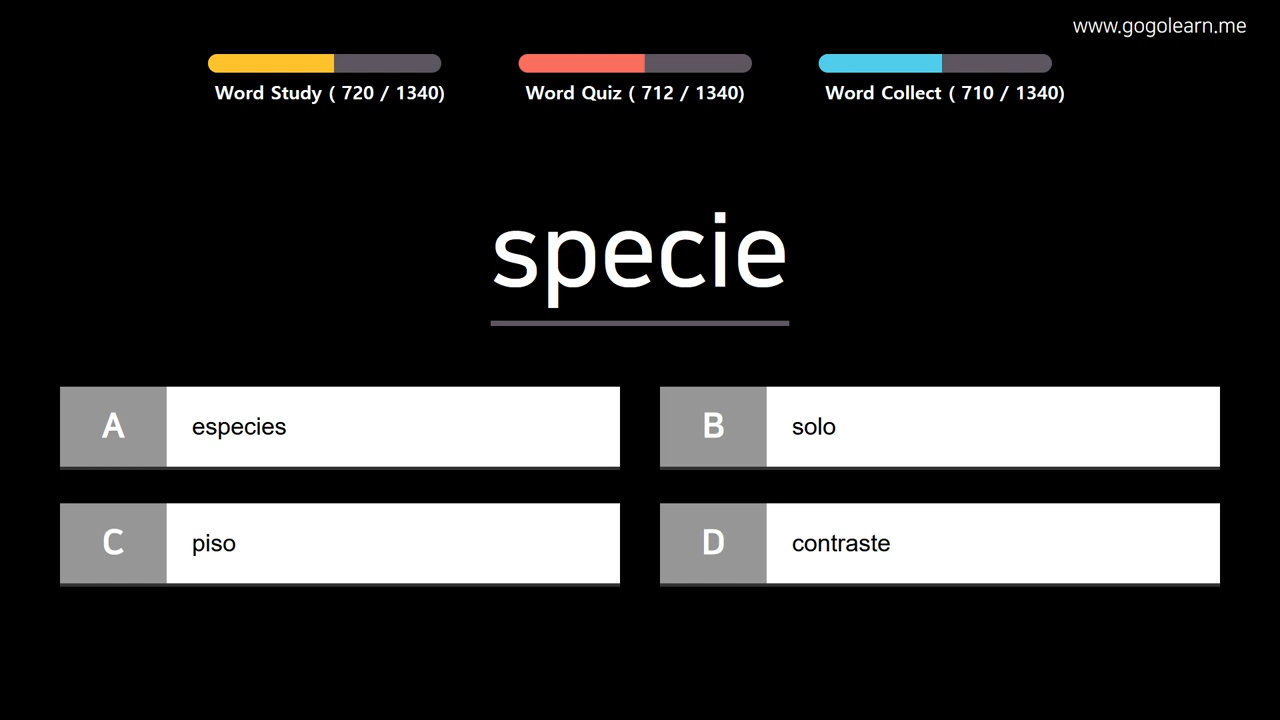 www.gogolearn.me
Word Study ( 720 / 1340)
Word Quiz ( 712 / 1340)
Word Collect ( 710 / 1340)
specie
A especies
B solo
C piso
D contraste